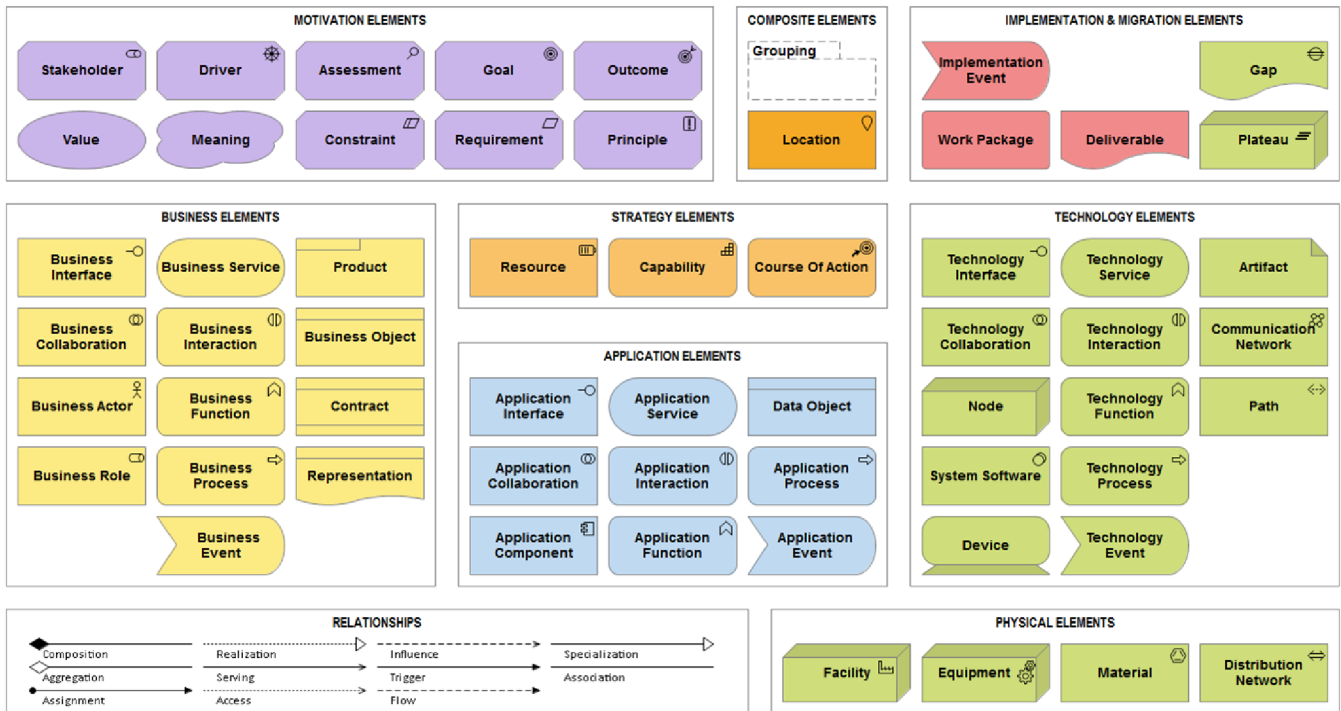 MOTIVATION ELEMENTS
Stakeholder
Driver
Assessment
Goal
Outcome
Value
Meaning
Constraint
Requirement
Principle
COMPOSITE ELEMENTS
Grouping
Location
IMPLEMENTATION & MIGRATION ELEMENTS
Implementation
Event
Gap
Work Package
Deliverable
Plateau
BUSINESS ELEMENTS
Business
Interface
Business Service
Product
Business
Collaboration
Business
Interaction
Business Object
Business Actor
Business
Function
Contract
Business Role
Business
Process
Representation
Business
Event
STRATEGY ELEMENTS
Resource
Capability
Course Of Action
APPLICATION ELEMENTS
Application
Interface
Application
Service
Data Object
Application
Collaboration
Application
Interaction
Application
Process
Application
Component
Application
Function
Application
Event
TECHNOLOGY ELEMENTS
Technology
Interface
Technology
Service
Artifact
Technology
Collaboration
Technology
Interaction
Communication
Network
Node
Technology
Function
Path
System Software
Technology
Process
Device
Technology
Event
RELATIONSHIPS
Composition
Realization
Influence
Specialization
Aggregation
Serving
Trigger
Association
Assignment
Access
Flow
PHYSICAL ELEMENTS
Facility
Equipment
Material
Distribution
Network